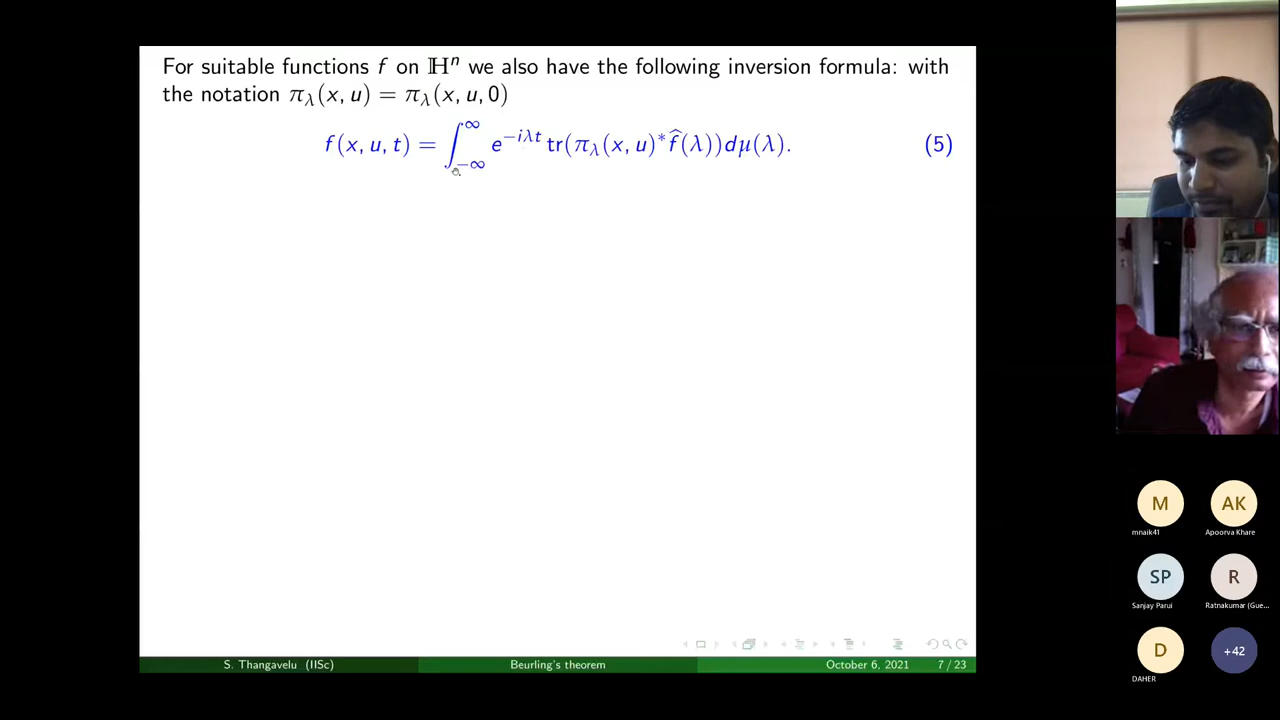 For suitable functions f on ℍⁿ we also have the following inversion formula: with
the notation π_λ(x, u) = π_λ(x, u, 0)
f(x, u, t) = ∫_{−∞}^{∞} e^{−iλt} tr(π_λ(x, u)* f̂(λ))dμ(λ). (5)
S. Thangavelu (IISc) Beurling's theorem October 6, 2021 7 / 23
M AK
mnaik41 Apoorva Khare
SP R
Sanjay Parui Ratnakumar (Gue...
D +42
DAHER